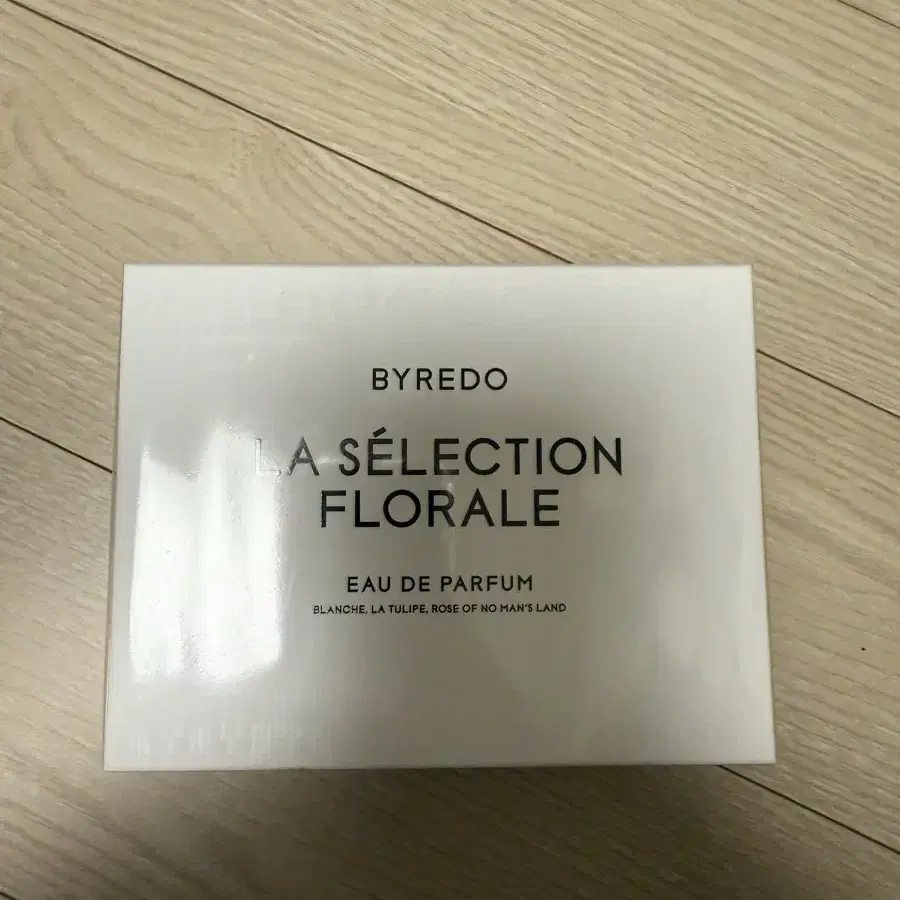 BYREDO
LA SÉLECTION
FLORALE
EAU DE PARFUM
BLANCHE, LA TULIPE, ROSE OF NO MAN'S LAND